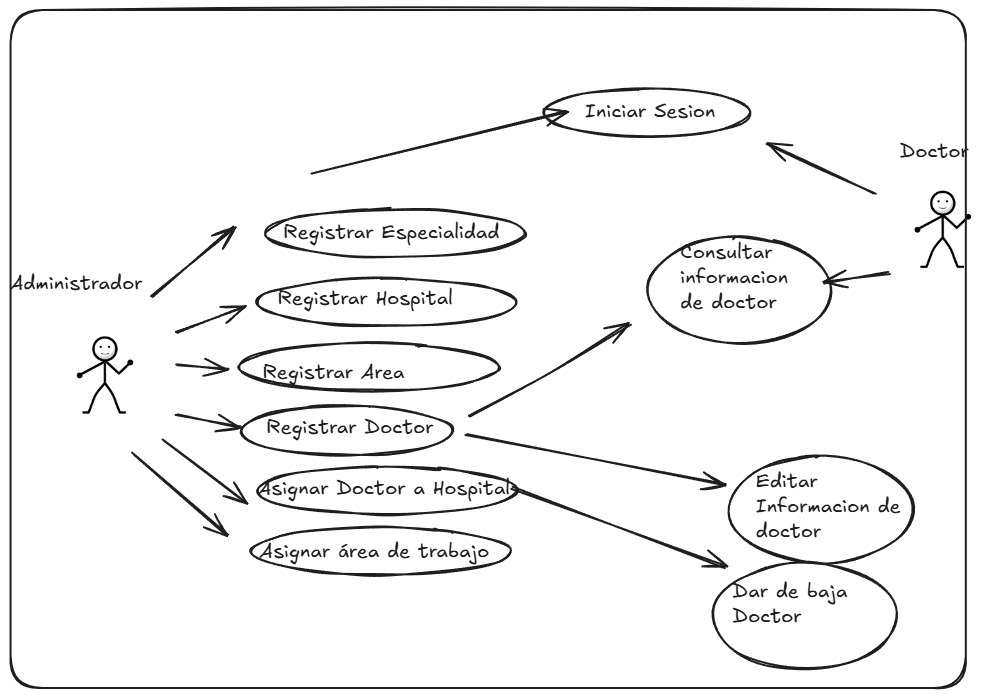 Iniciar Sesion
Doctor
Registrar Especialidad
Consultar
informacion
de doctor
Administrador
Registrar Hospital
Registrar Area
Registrar Doctor
Asignar Doctor a Hospital
Editar
Informacion de
doctor
Asignar área de trabajo
Dar de baja
Doctor